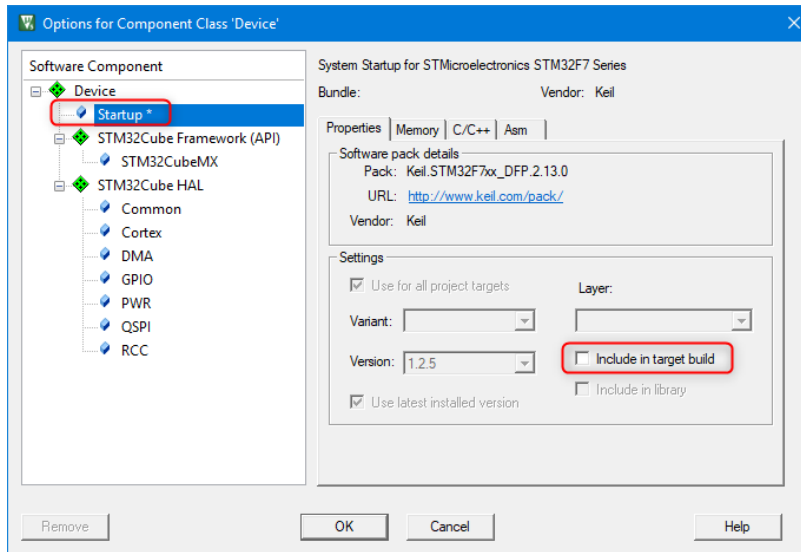 Options for Component Class 'Device'
Software Component
Device
Startup *
STM32Cube Framework (API)
STM32CubeMX
STM32Cube HAL
Common
Cortex
DMA
GPIO
PWR
QSPI
RCC
System Startup for STMicroelectronics STM32F7 Series
Bundle: Vendor: Keil
Properties Memory C/C++ Asm
Software pack details
Pack: Keil.STM32F7xx_DFP.2.13.0
URL: http://www.keil.com/pack/
Vendor: Keil
Settings
Use for all project targets Layer:
Variant:
Version: 1.2.5 Include in target build
Use latest installed version Include in library
Remove OK Cancel Help